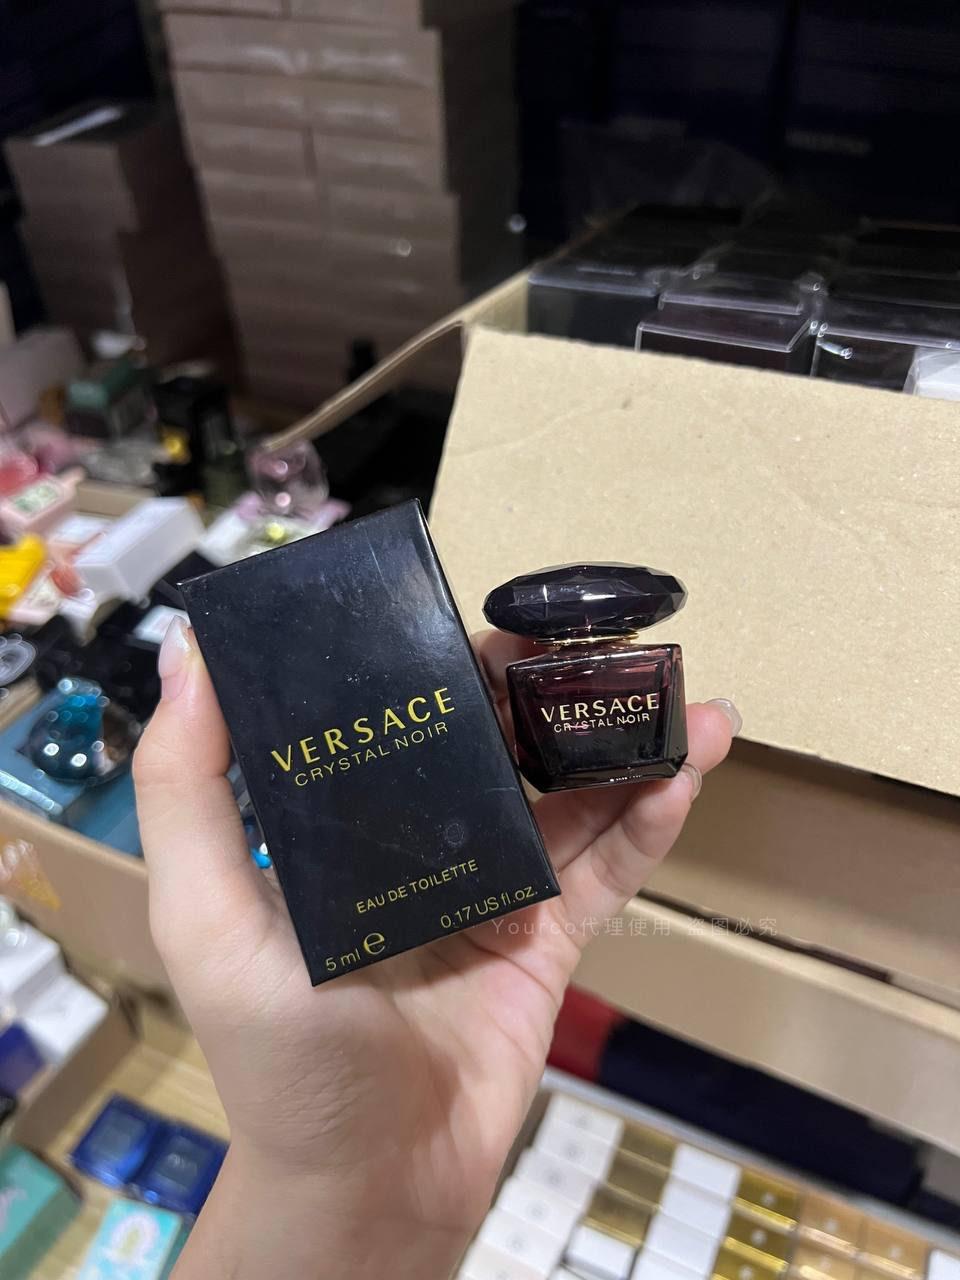 VERSACE
CRYSTAL NOIR
EAU DE TOILETTE
5 ml e
0.17 US fl.oz.
VERSACE
CRYSTAL NOIR
Yourco代理使用 盗图必究